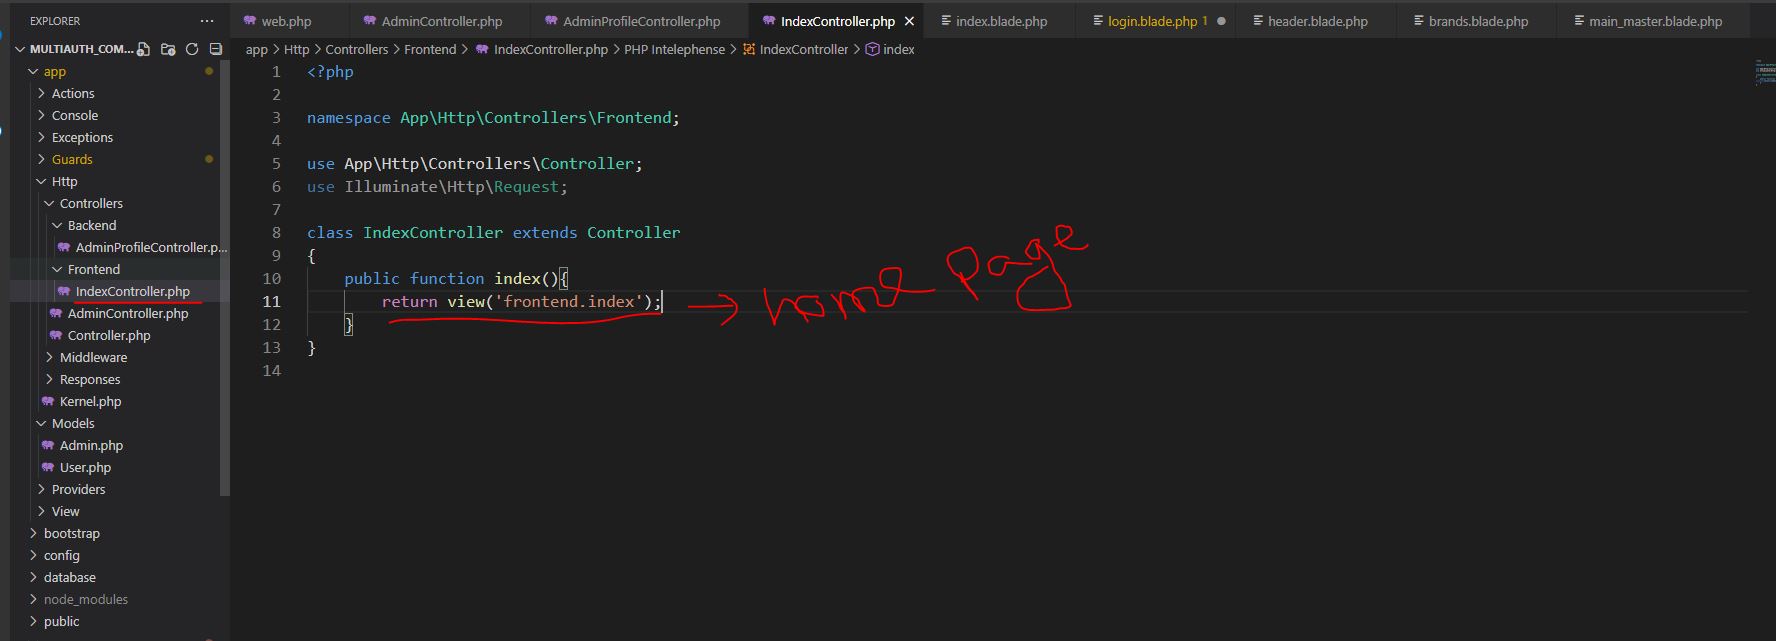 EXPLORER ...
MULTIAUTH_COM...
app
Actions
Console
Exceptions
Guards
Http
Controllers
Backend
AdminProfileController.p...
Frontend
IndexController.php
AdminController.php
Controller.php
Middleware
Responses
Kernel.php
Models
Admin.php
User.php
Providers
View
bootstrap
config
database
node_modules
public
web.php AdminController.php AdminProfileController.php IndexController.php index.blade.php login.blade.php 1 header.blade.php brands.blade.php main_master.blade.php
app > Http > Controllers > Frontend > IndexController.php > PHP Intelephense > IndexController > index
1 <?php
2
3 namespace App\Http\Controllers\Frontend;
4
5 use App\Http\Controllers\Controller;
6 use Illuminate\Http\Request;
7
8 class IndexController extends Controller
9 {
10 public function index(){
11 return view('frontend.index'); home page
12 }
13 }
14